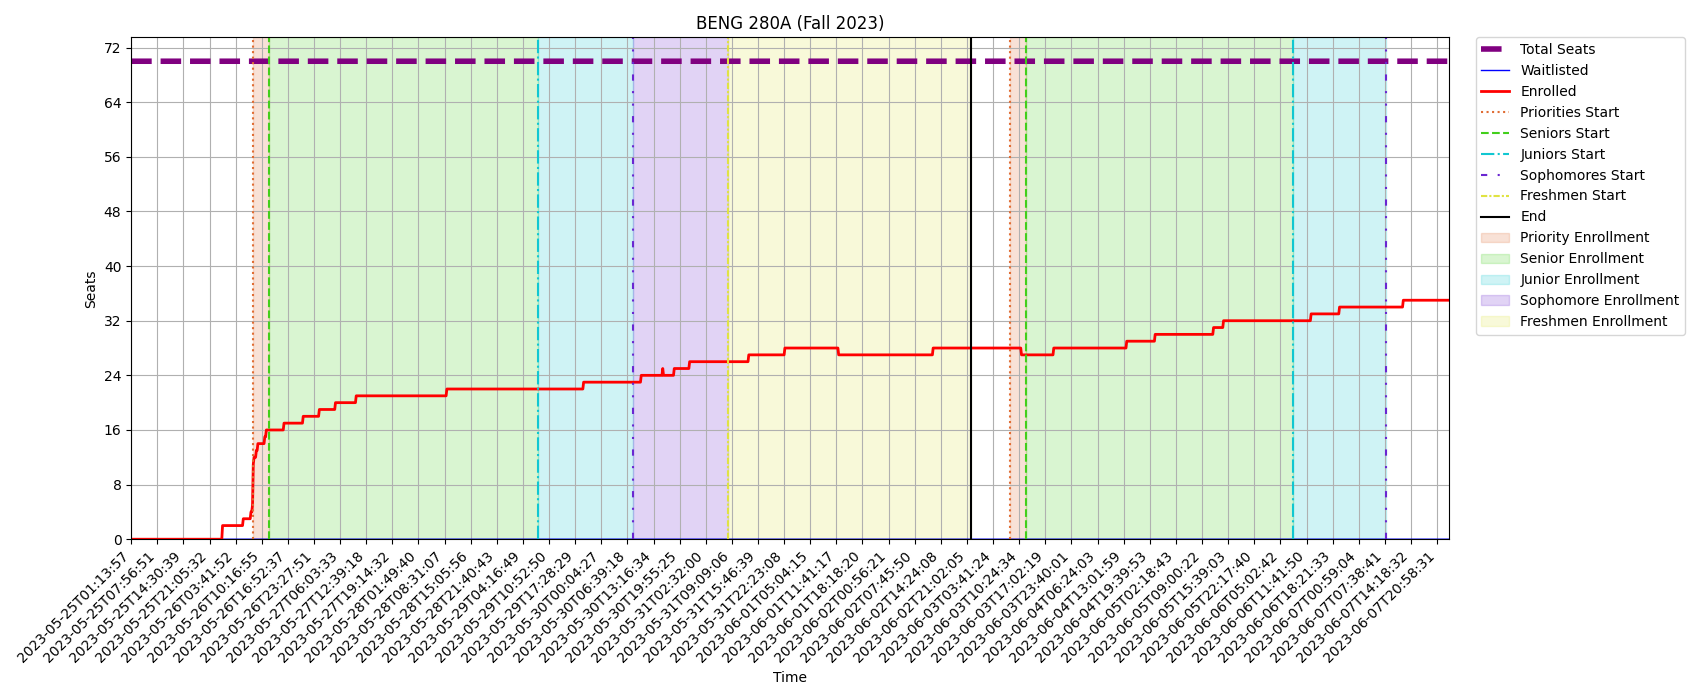 BENG 280A (Fall 2023)
72
64
56
48
40
32
24
16
8
0
Seats
2023-05-25T01:13:57
2023-05-25T07:56:51
2023-05-25T14:30:39
2023-05-25T21:05:32
2023-05-26T03:41:52
2023-05-26T10:16:55
2023-05-26T16:52:37
2023-05-26T23:27:51
2023-05-27T06:03:33
2023-05-27T12:39:18
2023-05-27T19:14:32
2023-05-28T01:49:40
2023-05-28T08:31:07
2023-05-28T15:05:56
2023-05-28T21:40:43
2023-05-29T04:16:49
2023-05-29T10:52:50
2023-05-29T17:28:29
2023-05-30T00:04:27
2023-05-30T06:39:18
2023-05-30T13:16:34
2023-05-30T19:55:25
2023-05-31T02:32:00
2023-05-31T09:09:06
2023-05-31T15:46:39
2023-05-31T22:23:08
2023-06-01T05:04:15
2023-06-01T11:41:17
2023-06-01T18:18:20
2023-06-02T00:56:21
2023-06-02T07:45:50
2023-06-02T14:24:08
2023-06-02T21:02:05
2023-06-03T03:41:24
2023-06-03T10:24:34
2023-06-03T17:02:19
2023-06-03T23:40:01
2023-06-04T06:24:03
2023-06-04T13:01:59
2023-06-04T19:39:53
2023-06-05T02:18:43
2023-06-05T09:00:22
2023-06-05T15:39:03
2023-06-05T22:17:40
2023-06-06T05:02:42
2023-06-06T11:41:50
2023-06-06T18:21:33
2023-06-07T00:59:04
2023-06-07T07:38:41
2023-06-07T14:18:32
2023-06-07T20:58:31
Time
Total Seats
Waitlisted
Enrolled
Priorities Start
Seniors Start
Juniors Start
Sophomores Start
Freshmen Start
End
Priority Enrollment
Senior Enrollment
Junior Enrollment
Sophomore Enrollment
Freshmen Enrollment